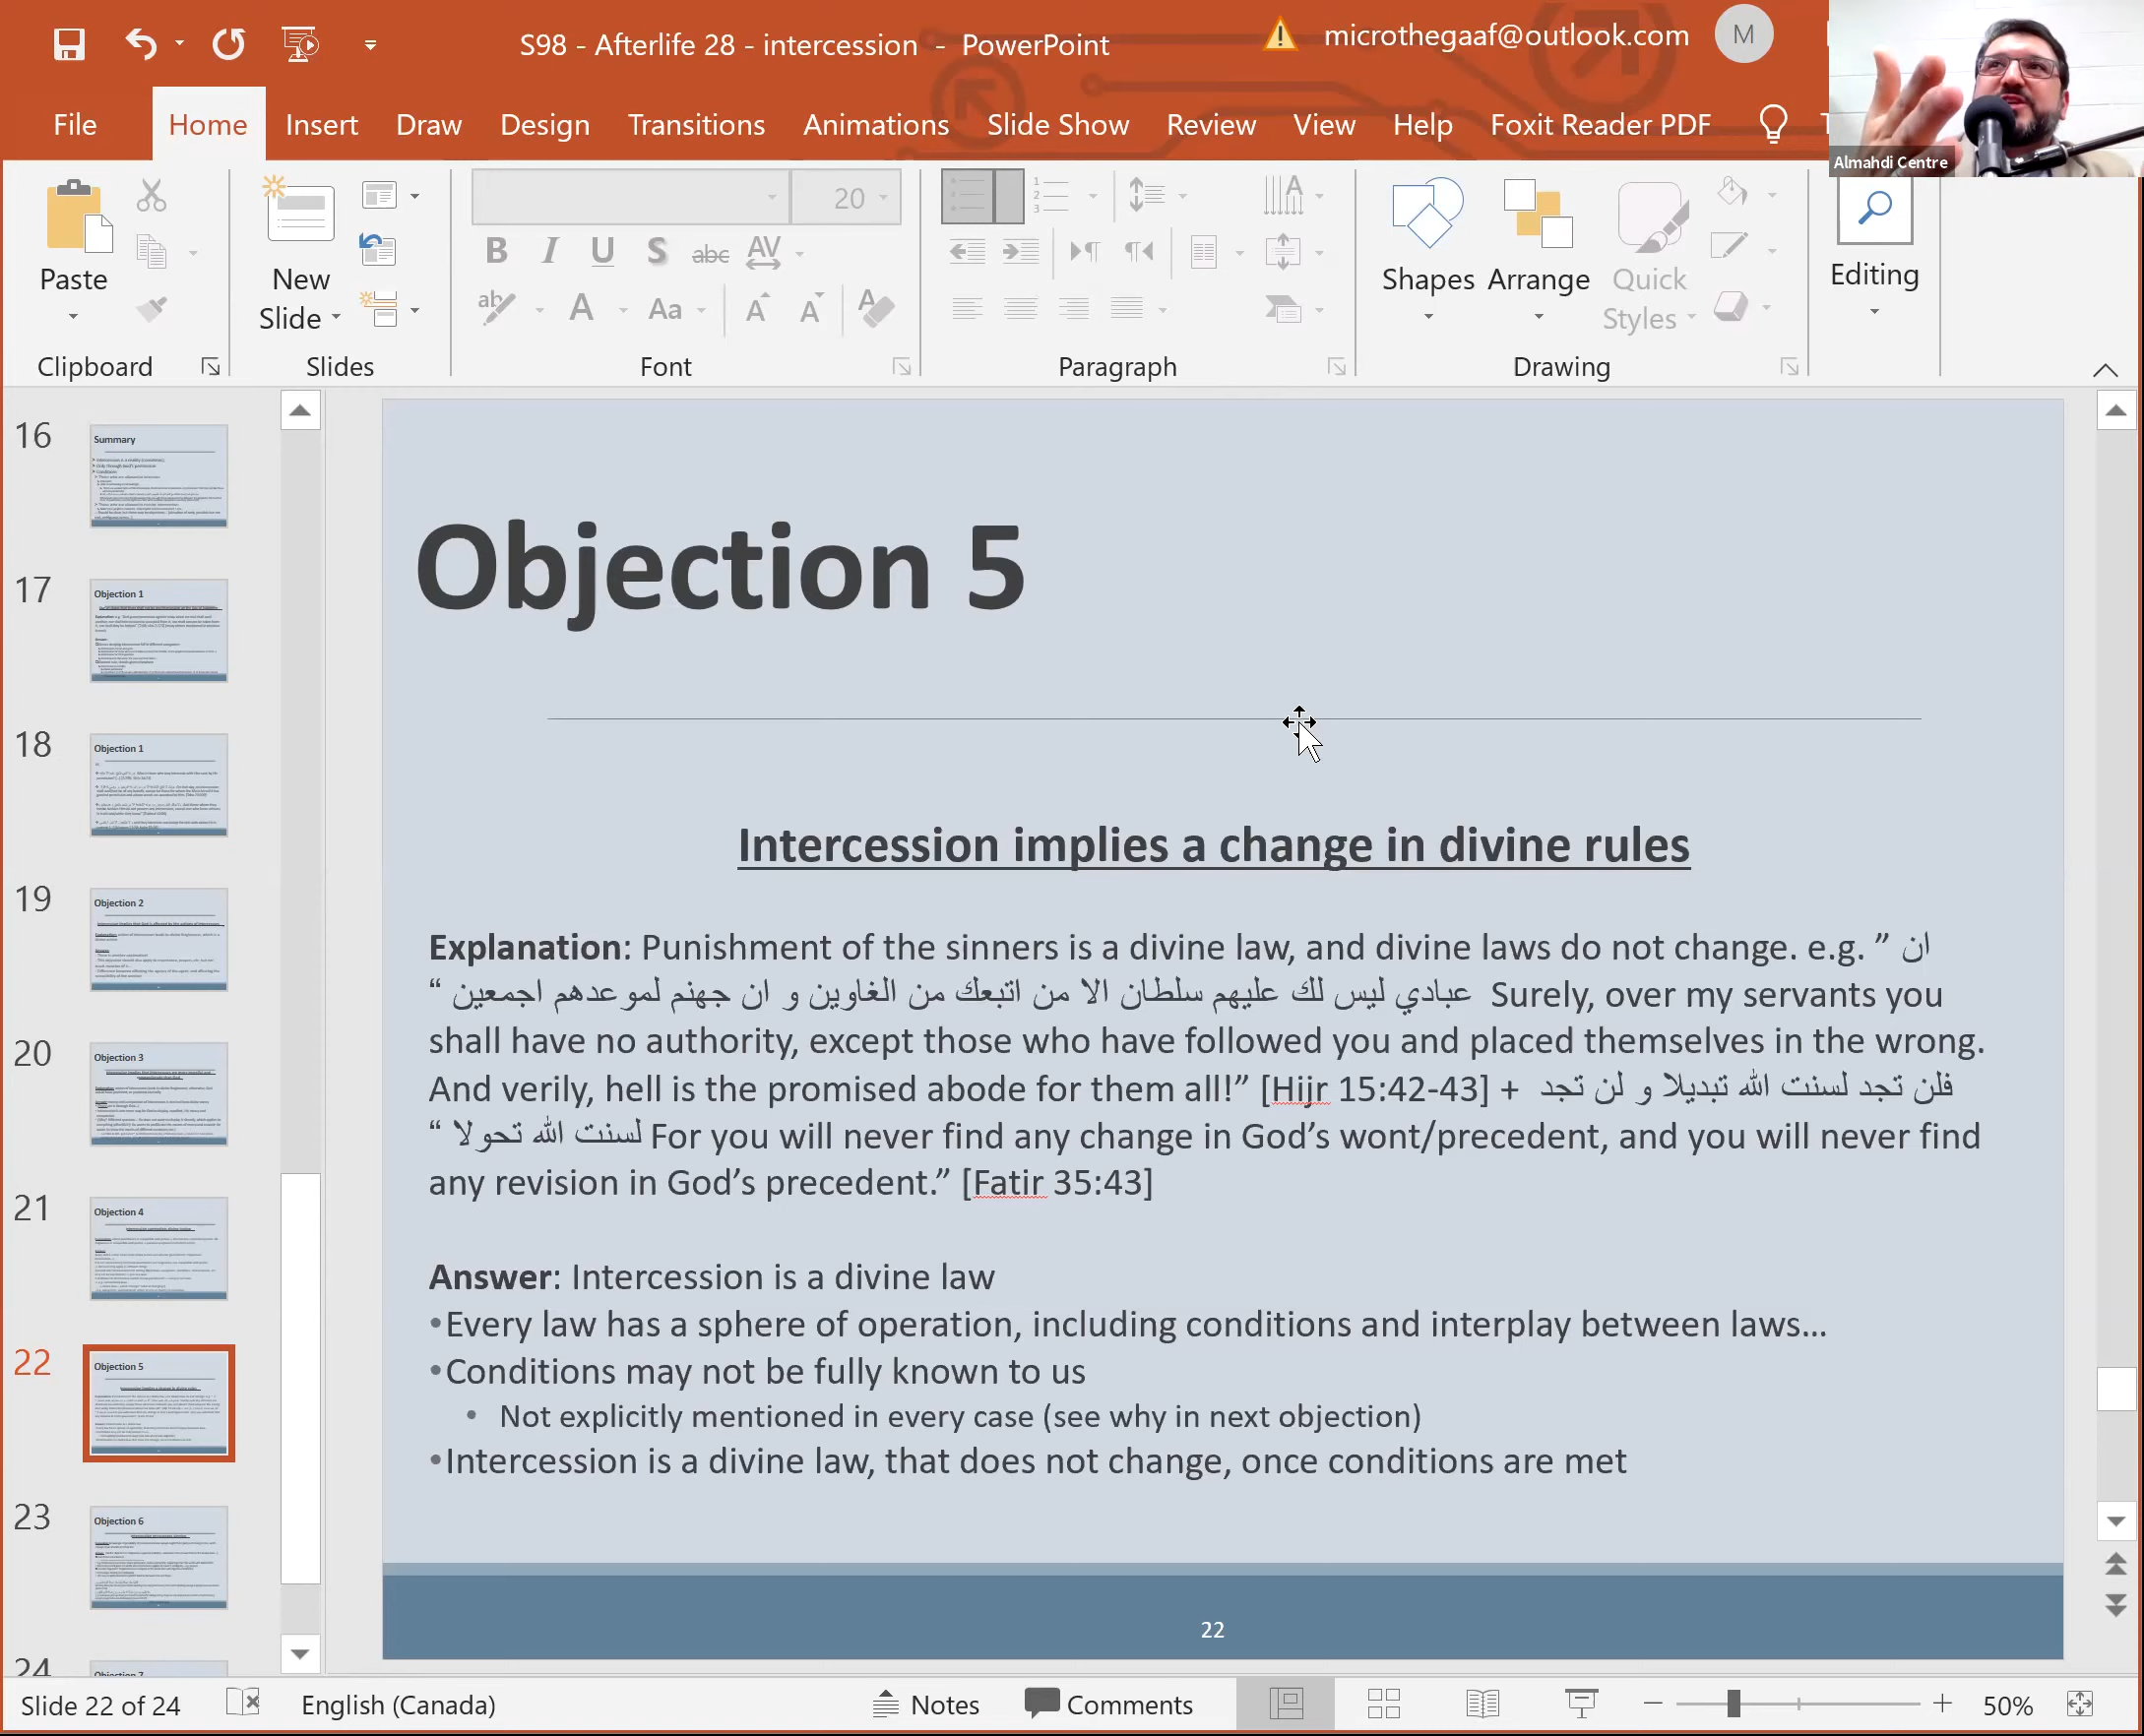 S98 - Afterlife 28 - intercession - PowerPoint
microthegaaf@outlook.com
M
Almahdi Centre
File Home Insert Draw Design Transitions Animations Slide Show Review View Help Foxit Reader PDF
Paste
New Slide
20
B I U S abc AV
Aa
Shapes Arrange Quick Styles
Editing
Clipboard Slides Font Paragraph Drawing
16
Summary
17
Objection 1
18
Objection 1
19
Objection 2
20
Objection 3
21
Objection 4
22
Objection 5
23
Objection 6
24
Objection 7
Objection 5
Intercession implies a change in divine rules
Explanation: Punishment of the sinners is a divine law, and divine laws do not change. e.g. ” ان
“ عبادي ليس لك عليهم سلطان الا من اتبعك من الغاوين و ان جهنم لموعدهم اجمعين Surely, over my servants you
shall have no authority, except those who have followed you and placed themselves in the wrong.
And verily, hell is the promised abode for them all!” [Hijr 15:42-43] + فلن تجد لسنت الله تبديلا و لن تجد
“ لسنت الله تحولا For you will never find any change in God’s wont/precedent, and you will never find
any revision in God’s precedent.” [Fatir 35:43]
Answer: Intercession is a divine law
•Every law has a sphere of operation, including conditions and interplay between laws...
•Conditions may not be fully known to us
• Not explicitly mentioned in every case (see why in next objection)
•Intercession is a divine law, that does not change, once conditions are met
22
Slide 22 of 24 English (Canada) Notes Comments 50%